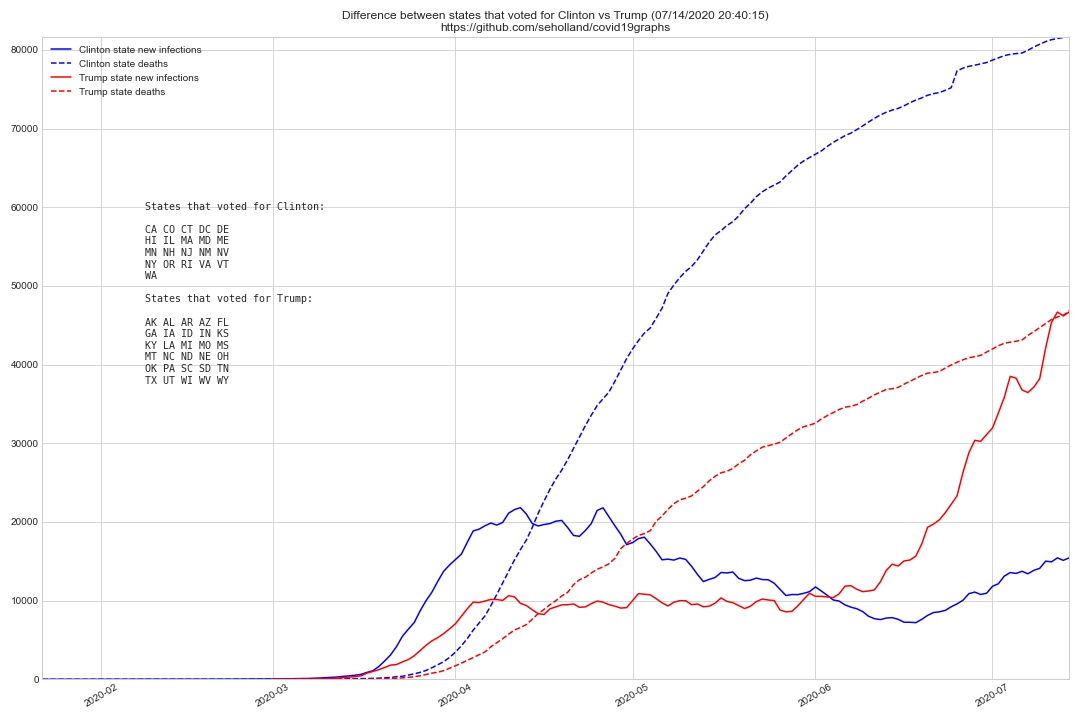 Difference between states that voted for Clinton vs Trump (07/14/2020 20:40:15)
https://github.com/seholland/covid19graphs
80000
Clinton state new infections
Clinton state deaths
Trump state new infections
Trump state deaths
70000
60000
States that voted for Clinton:
CA CO CT DC DE
HI IL MA MD ME
MN NH NJ NM NV
NY OR RI VA VT
WA
50000
States that voted for Trump:
AK AL AR AZ FL
GA IA ID IN KS
KY LA MI MO MS
MT NC ND NE OH
OK PA SC SD TN
TX UT WI WV WY
40000
30000
20000
10000
0
2020-02
2020-03
2020-04
2020-05
2020-06
2020-07